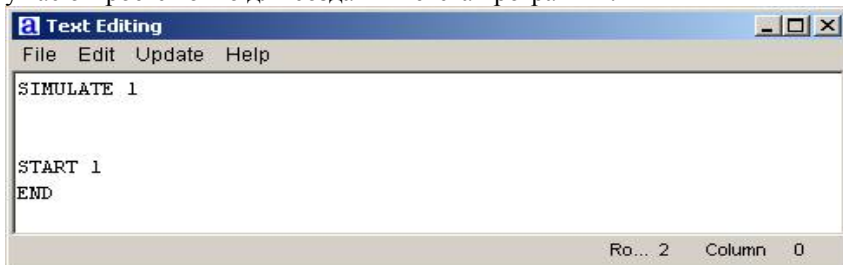 Text Editing
File Edit Update Help
SIMULATE 1
START 1
END
Ro... 2 Column 0